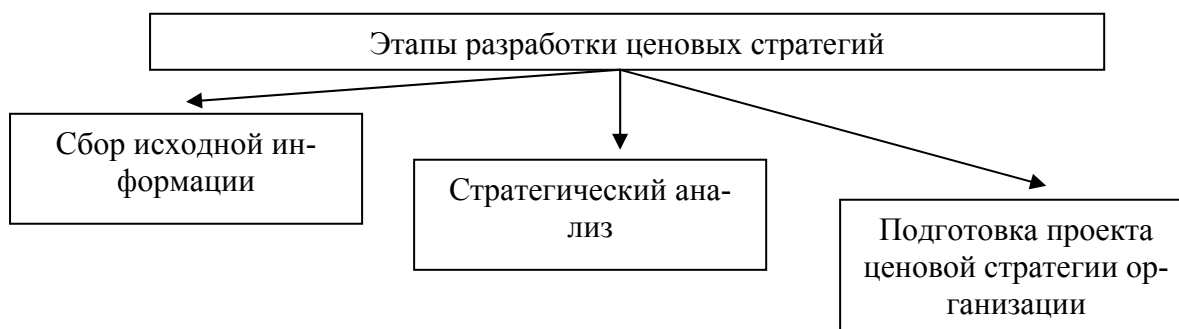 Этапы разработки ценовых стратегий
Сбор исходной ин-
формации
Стратегический ана-
лиз
Подготовка проекта
ценовой стратегии ор-
ганизации